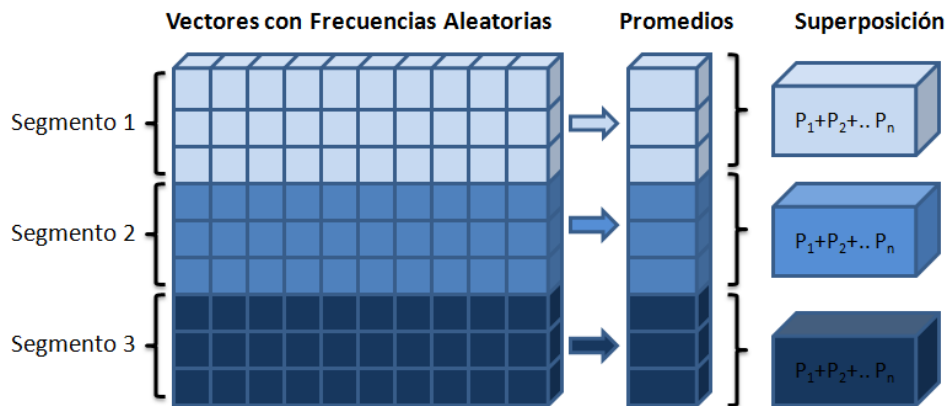 Vectores con Frecuencias Aleatorias
Promedios
Superposición
Segmento 1
P₁+P₂+.. Pₙ
Segmento 2
P₁+P₂+.. Pₙ
Segmento 3
P₁+P₂+.. Pₙ